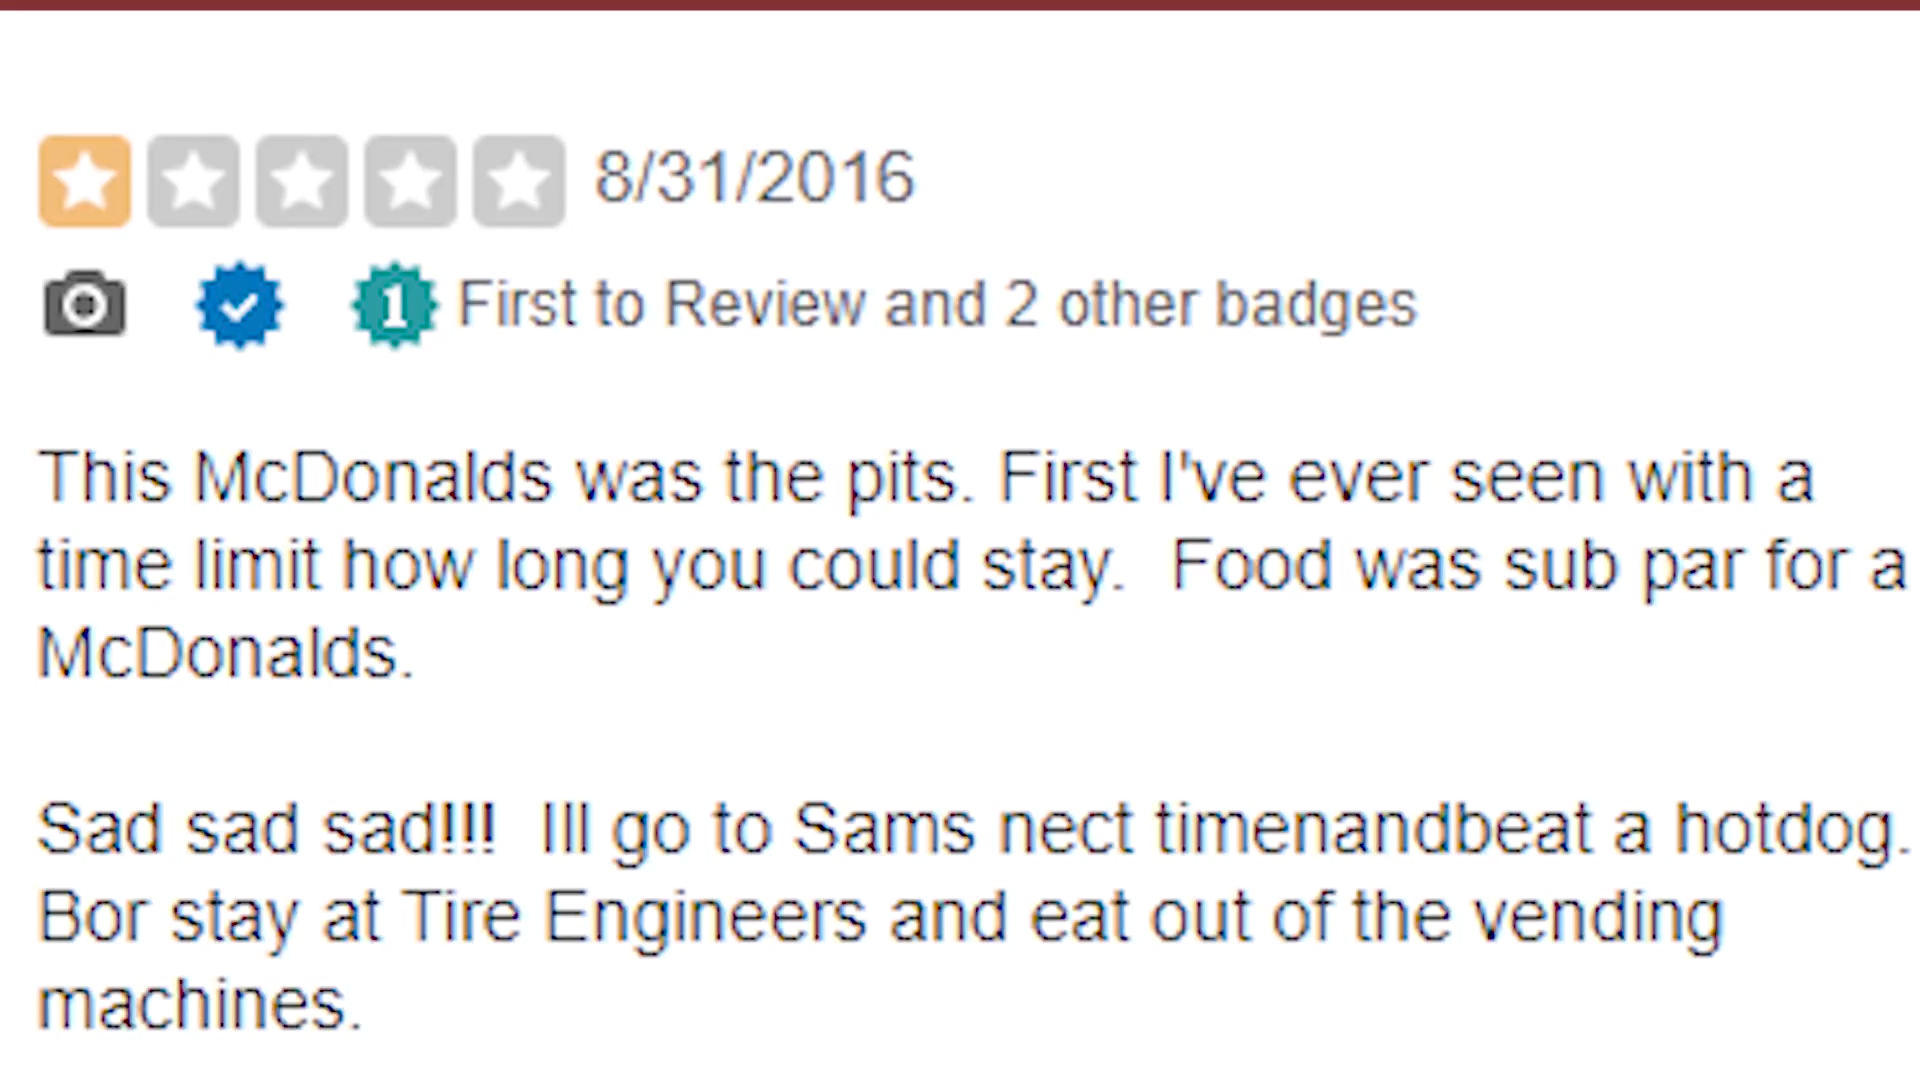 8/31/2016
1 First to Review and 2 other badges
This McDonalds was the pits. First I've ever seen with a
time limit how long you could stay.  Food was sub par for a
McDonalds.
Sad sad sad!!!  Ill go to Sams nect timenandbeat a hotdog.
Bor stay at Tire Engineers and eat out of the vending
machines.